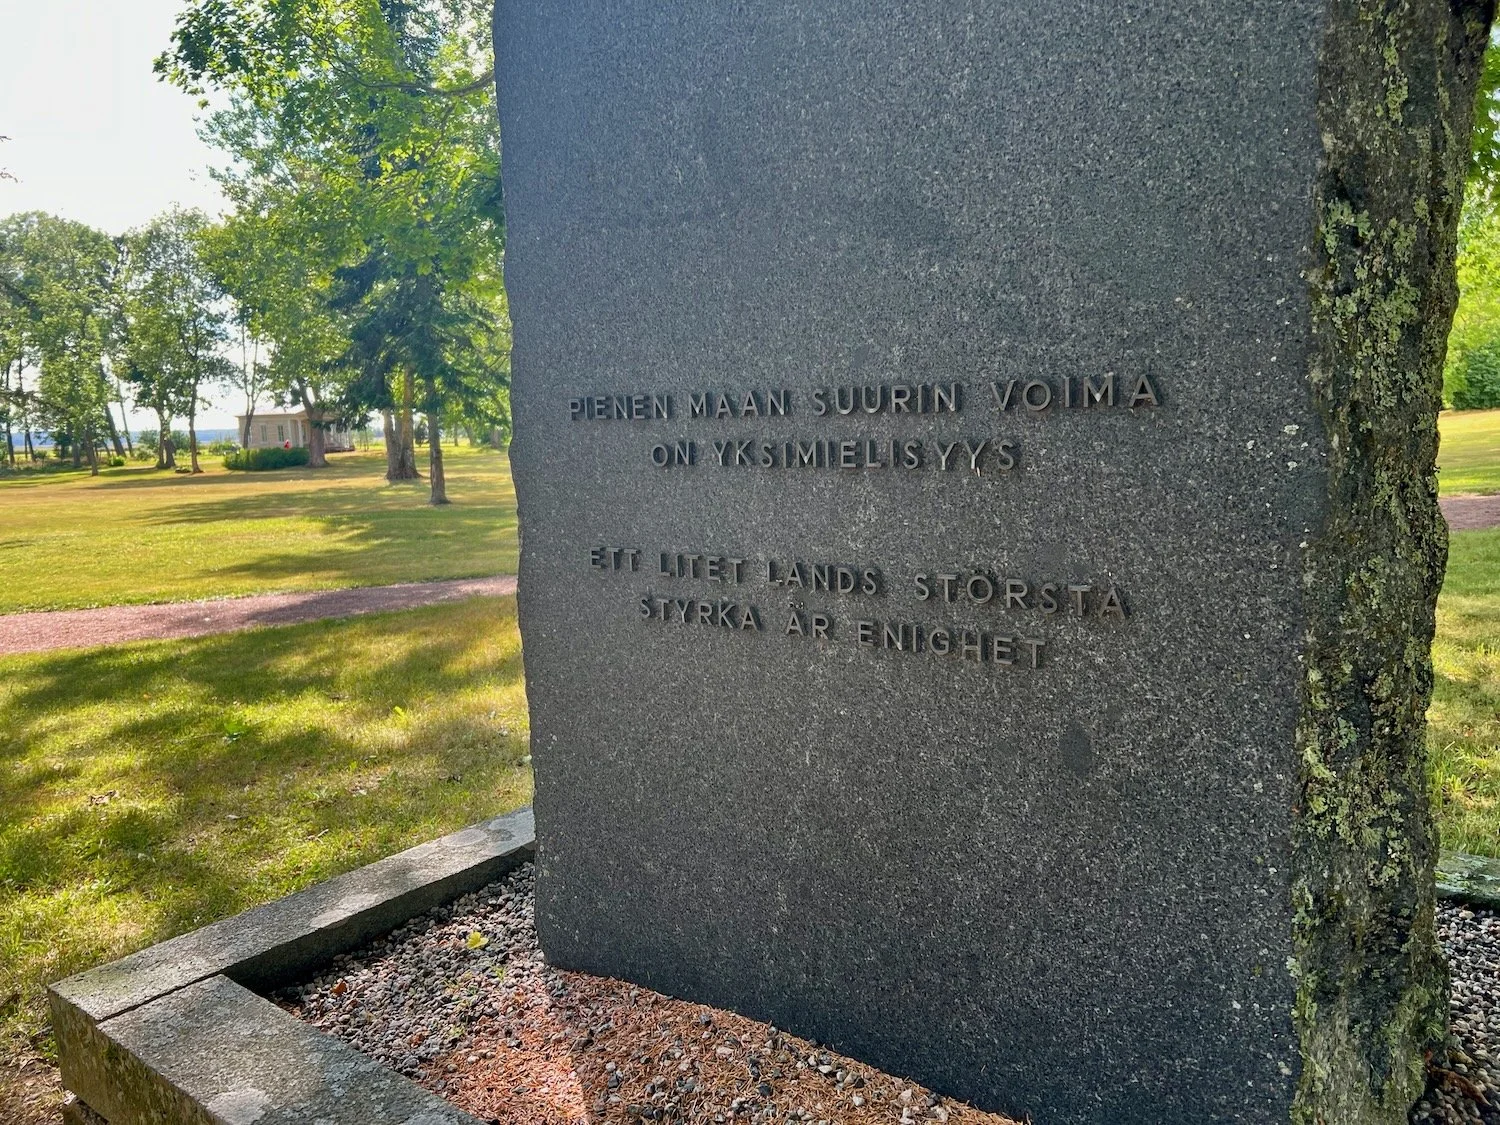 PIENEN MAAN SUURIN VOIMA
ON YKSIMIELISYYS
ETT LITET LANDS STÖRSTA
STYRKA ÄR ENIGHET